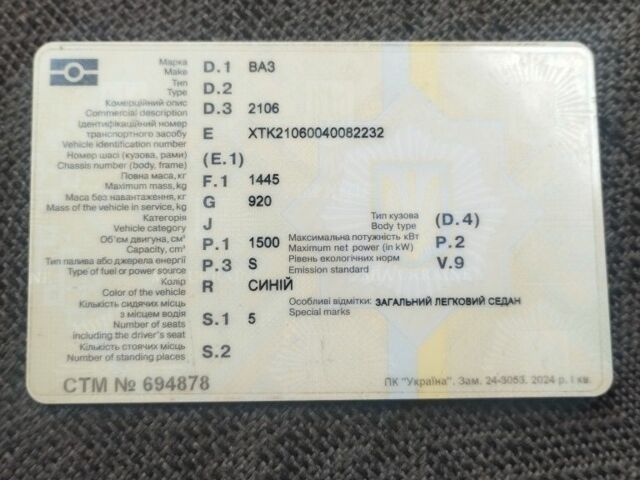 Марка
Make D.1 ВАЗ
Тип
Type D.2
Комерційний опис
Commercial description D.3 2106
Ідентифікаційний номер
транспортного засобу
Vehicle identification number E XTK21060040082232
Номер шасі (кузова, рами)
Chassis number (body, frame) (E.1)
Повна маса,кг
Maximum mass,kg F.1 1445
Маса без навантаження,кг
Mass of the vehicle in service, kg G 920
Категорія
Vehicle category J
Тип кузова
Body type (D.4)
Об'єм двигуна, см³
Capacity, cm³ P.1 1500
Максимальна потужність кВт
Maximum net power (in kW) P.2
Тип палива або джерела енергії
Type of fuel or power source P.3 S
Рівень екологічних норм
Emission standard V.9
Колір
Color of the vehicle R СИНІЙ
Особливі відмітки: ЗАГАЛЬНИЙ ЛЕГКОВИЙ СЕДАН
Special marks
Кількість сидячих місць
з місцем водія
Number of seats
including the driver's seat S.1 5
Кількість стоячих місць
Number of standing places S.2
СТМ № 694878
ПК "Україна". Зам. 24-3053. 2024 р. І кв.